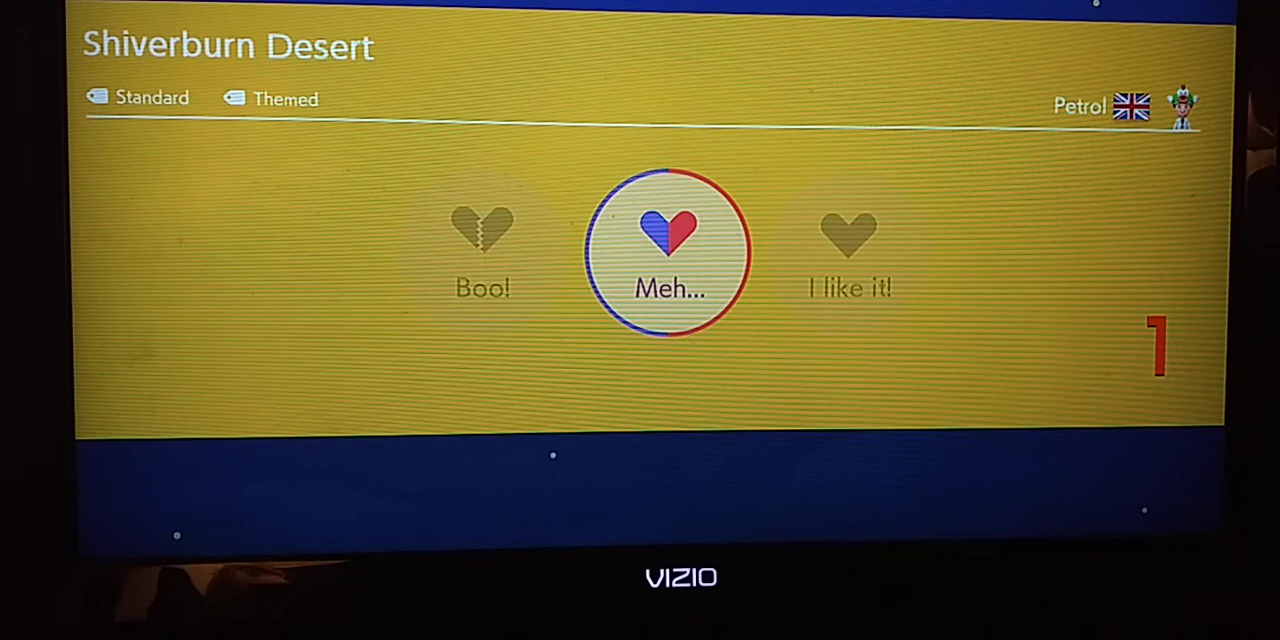 Shiverburn Desert
Standard Themed
Petrol
Boo! Meh... I like it!
1
VIZIO